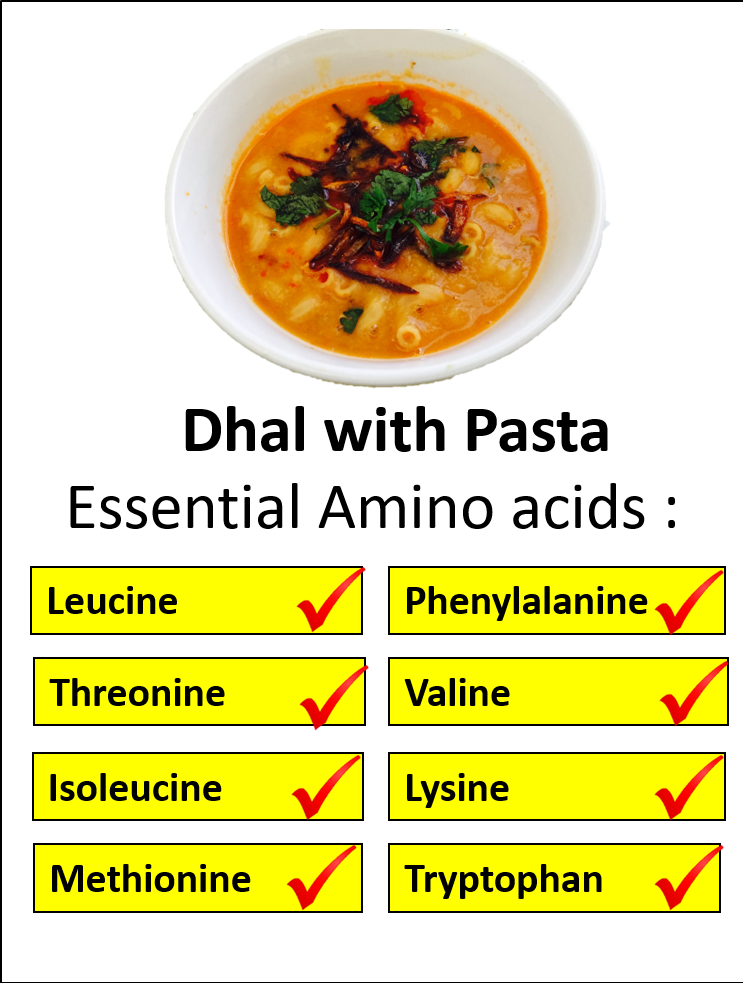 Dhal with Pasta
Essential Amino acids :
Leucine
Phenylalanine
Threonine
Valine
Isoleucine
Lysine
Methionine
Tryptophan